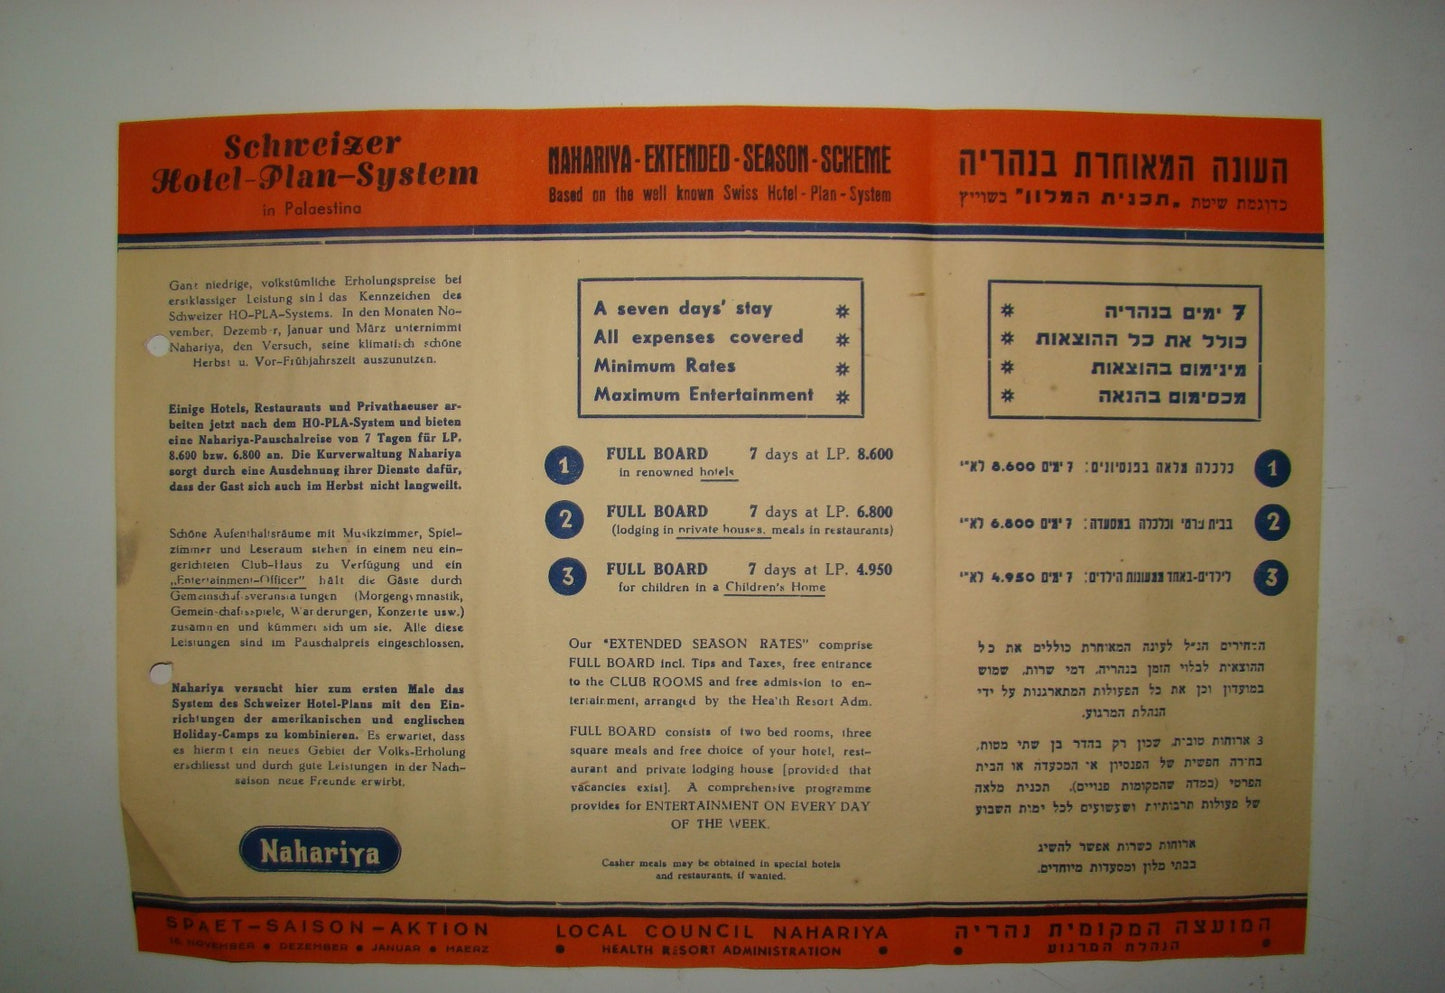 Schweizer
Hotel-Plan-System
in Palaestina
Ganz niedrige, volkstümliche Erholungspreise bei
erstklassiger Leistung sind das Kennzeichen des
Schweizer HO-PLA-Systems. In den Monaten No-
vember, Dezember, Januar und März unternimmt
Nahariya, den Versuch, seine klimatisch schöne
Herbst u. Vor-Frühjahrszeit auszunutzen.
Einige Hotels, Restaurants und Privathaeuser ar-
beiten jetzt nach dem HO-PLA-System und bieten
eine Nahariya-Pauschalreise von 7 Tagen für LP.
8.600 bzw. 6.800 an. Die Kurverwaltung Nahariya
sorgt durch eine Ausdehnung ihrer Dienste dafür,
dass der Gast sich auch im Herbst nicht langweilt.
Schöne Aufenthaltsräume mit Musikzimmer, Spiel-
zimmer und Leseraum stehen in einem neu ein-
gerichteten Club-Haus zu Verfügung und ein
„Entertainment-Officer" hält die Gäste durch
Gemeinschaftsveranstaltungen (Morgengymnastik,
Gemeinschaftsspiele, Wanderungen, Konzerte usw.)
zusammen und kümmert sich um sie. Alle diese
Leistungen sind im Pauschalpreis eingeschlossen.
Nahariya versucht hier zum ersten Male das
System des Schweizer Hotel-Plans mit den Ein-
richtungen der amerikanischen und englischen
Holiday-Camps zu kombinieren. Es erwartet, dass
es hiermit ein neues Gebiet der Volks-Erholung
erschliesst und durch gute Leistungen in der Nach-
saison neue Freunde erwirbt.
Nahariya
SPAET-SAISON-AKTION
16 NOVEMBER • DEZEMBER • JANUAR • MAERZ
NAHARIYA-EXTENDED-SEASON-SCHEME
Based on the well known Swiss Hotel-Plan-System
A seven days' stay
All expenses covered
Minimum Rates
Maximum Entertainment
1 FULL BOARD 7 days at LP. 8.600
in renowned hotels
2 FULL BOARD 7 days at LP. 6.800
(lodging in private houses, meals in restaurants)
3 FULL BOARD 7 days at LP. 4.950
for children in a Children's Home
Our "EXTENDED SEASON RATES" comprise
FULL BOARD incl. Tips and Taxes, free entrance
to the CLUB ROOMS and free admission to en-
tertainment, arranged by the Health Resort Adm.
FULL BOARD consists of two bed rooms, three
square meals and free choice of your hotel, rest-
aurant and private lodging house [provided that
vacancies exist]. A comprehensive programme
provides for ENTERTAINMENT ON EVERY DAY
OF THE WEEK.
Casher meals may be obtained in special hotels
and restaurants, if wanted.
LOCAL COUNCIL NAHARIYA
• HEALTH RESORT ADMINISTRATION •
העונה המאוחרת בנהריה
כדוגמת שיטת „תכנית המלון" בשוייץ
7 ימים בנהריה
כולל את כל ההוצאות
מינימום בהוצאות
מכסימום בהנאה
1 כלכלה מלאה בפנסיונים: 7 ימים 8.600 לא"י
2 בבית פרטי וכלכלה במסעדה: 7 ימים 6.800 לא"י
3 לילדים-באחד ממעונות הילדים: 7 ימים 4.950 לא"י
המחירים הנ"ל לעונה המאוחרת כוללים את כל
ההוצאות לבלוי הזמן בנהריה, דמי שרות, שמוש
במועדון וכן את כל הפעולות המתארגנות על ידי
הנהלת המרגוע.
3 ארוחות טובות, שכון רק בחדר בן שתי מטות,
בחירה חפשית של הפנסיון או המסעדה או הבית
הפרטי (במדה שהמקומות פנויים). תכנית מלאה
של פעולות תרבותיות ושעשועים לכל ימות השבוע
ארוחות כשרות אפשר להשיג
בבתי מלון ומסעדות מיוחדים.
המועצה המקומית נהריה
• הנהלת המרגוע •